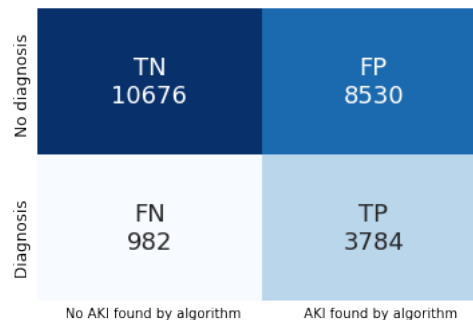 No diagnosis
TN
10676
FP
8530
Diagnosis
FN
982
TP
3784
No AKI found by algorithm
AKI found by algorithm